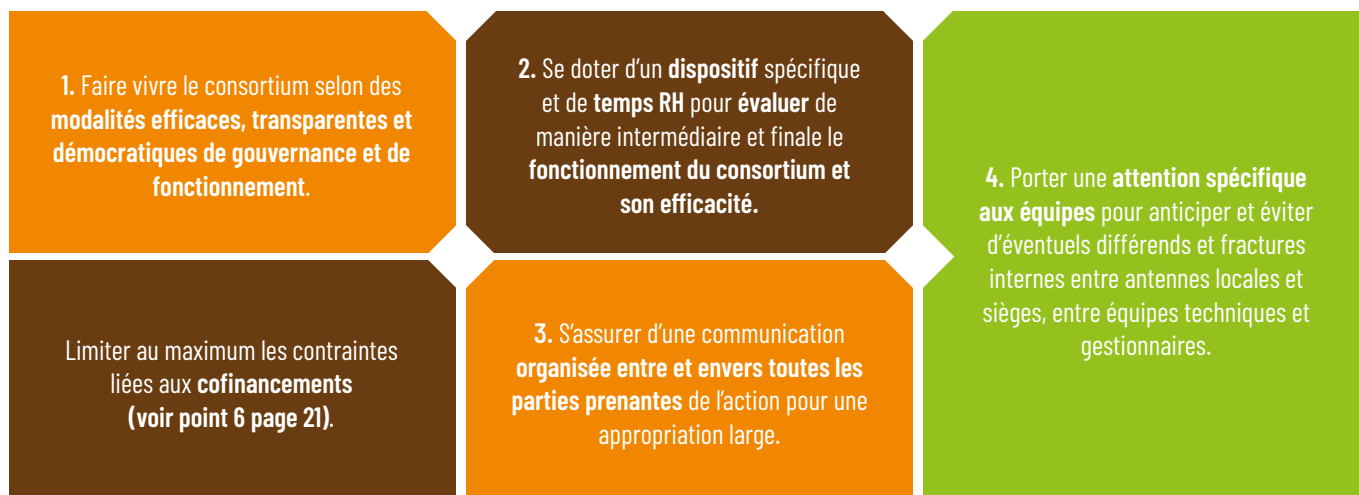 1. Faire vivre le consortium selon des
modalités efficaces, transparentes et
démocratiques de gouvernance et de
fonctionnement.
2. Se doter d'un dispositif spécifique
et de temps RH pour évaluer de
manière intermédiaire et finale le
fonctionnement du consortium et
son efficacité.
Limiter au maximum les contraintes
liées aux cofinancements
(voir point 6 page 21).
3. S'assurer d'une communication
organisée entre et envers toutes les
parties prenantes de l'action pour une
appropriation large.
4. Porter une attention spécifique
aux équipes pour anticiper et éviter
d'éventuels différends et fractures
internes entre antennes locales et
sièges, entre équipes techniques et
gestionnaires.